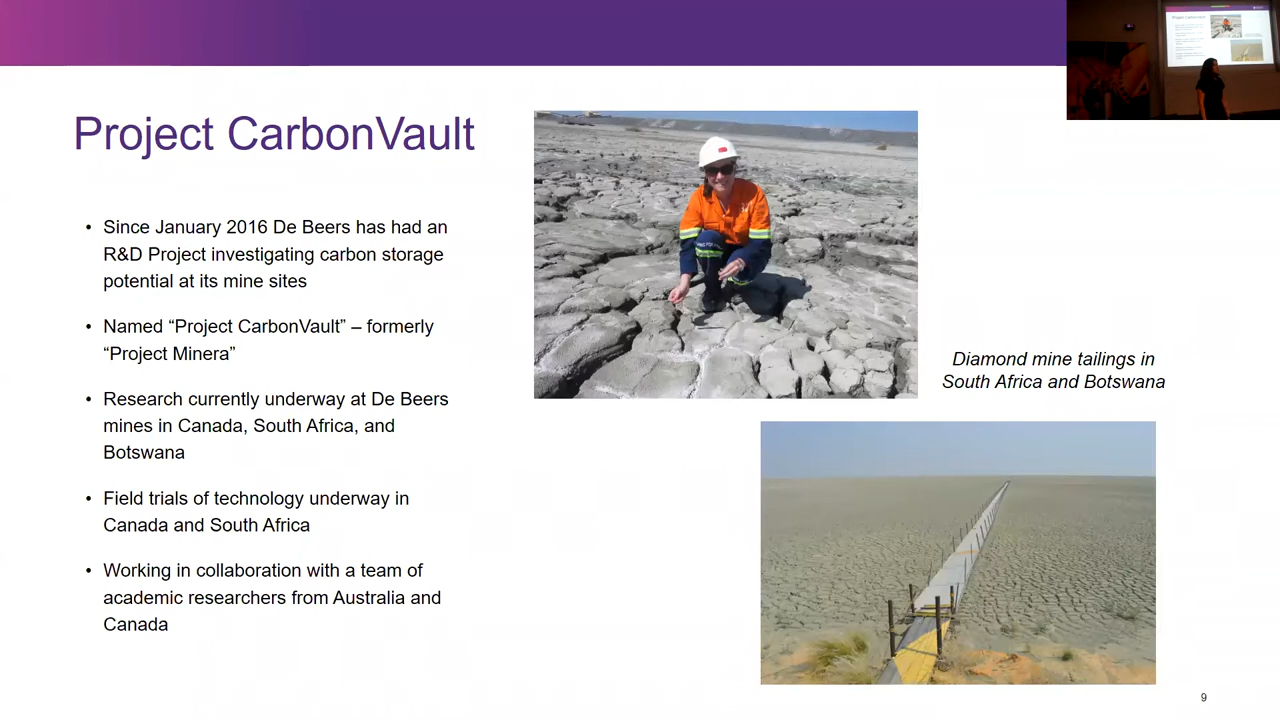 Project CarbonVault
• Since January 2016 De Beers has had an
R&D Project investigating carbon storage
potential at its mine sites
• Named “Project CarbonVault” – formerly
“Project Minera”
• Research currently underway at De Beers
mines in Canada, South Africa, and
Botswana
• Field trials of technology underway in
Canada and South Africa
• Working in collaboration with a team of
academic researchers from Australia and
Canada
Diamond mine tailings in
South Africa and Botswana
9